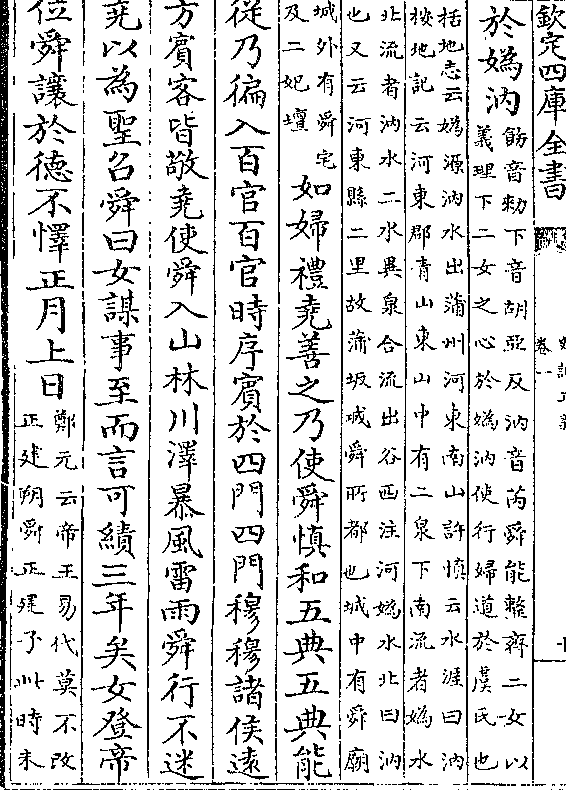 欽定四庫全書
卷一
於嬀汭
飭音勑下音胡亞反汭音芮舜能整齊二女以
義理下二女之心於嬀汭使行婦道於虞氏也
括地志云嬀源汭水出蒲州河東南山許慎云水涯曰汭
按地記云河東郡青山東山中有二泉下南流者嬀水
北流者汭水二水異泉合流出谷西注河嬀水北曰汭
也又云河東縣二里故蒲坂城舜所都也城中有舜廟
城外有舜宅
及二妃壇
如婦禮堯善之乃使舜慎和五典五典能
從乃徧入百官百官時序賓於四門四門穆穆諸侯逺
方賓客皆敬堯使舜入山林川澤暴風雷雨舜行不迷
堯以為聖召舜曰女謀事至而言可績三年矣女登帝
位舜讓於德不懌正月上日
鄭元云帝王易代莫不改
正建朔舜正建子此時未